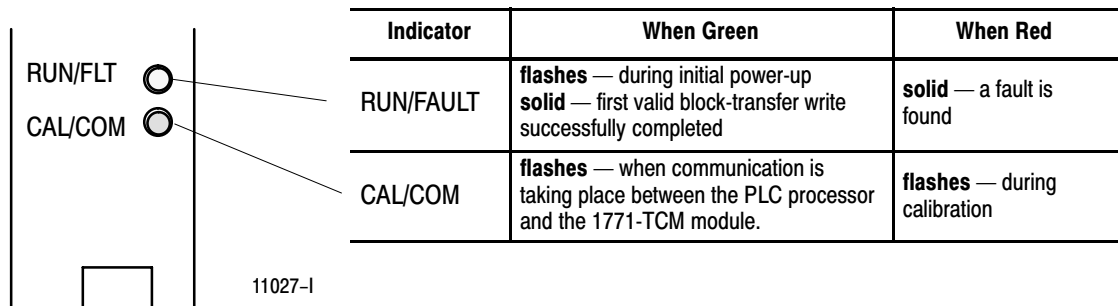 RUN/FLT
CAL/COM
11027–I
Indicator When Green When Red
RUN/FAULT
flashes — during initial power-up
solid — first valid block-transfer write
successfully completed
solid — a fault is
found
CAL/COM
flashes — when communication is
taking place between the PLC processor
and the 1771-TCM module.
flashes — during
calibration